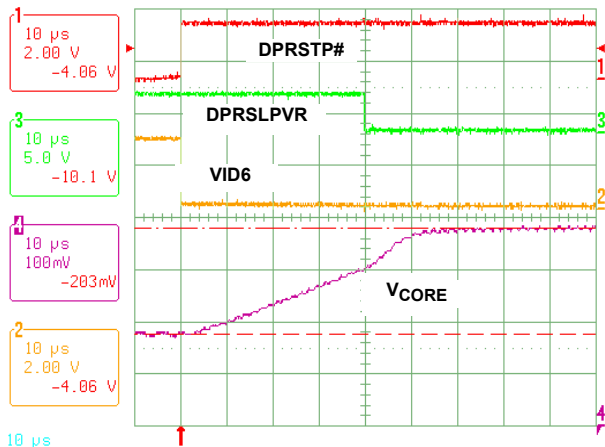 1
10 µs
2.00 V
-4.06 V
DPRSTP#
1
3
10 µs
5.0 V
-10.1 V
DPRSLPVR
3
VID6
2
4
10 µs
100mV
-203mV
VCORE
2
10 µs
2.00 V
-4.06 V
4
10 µs